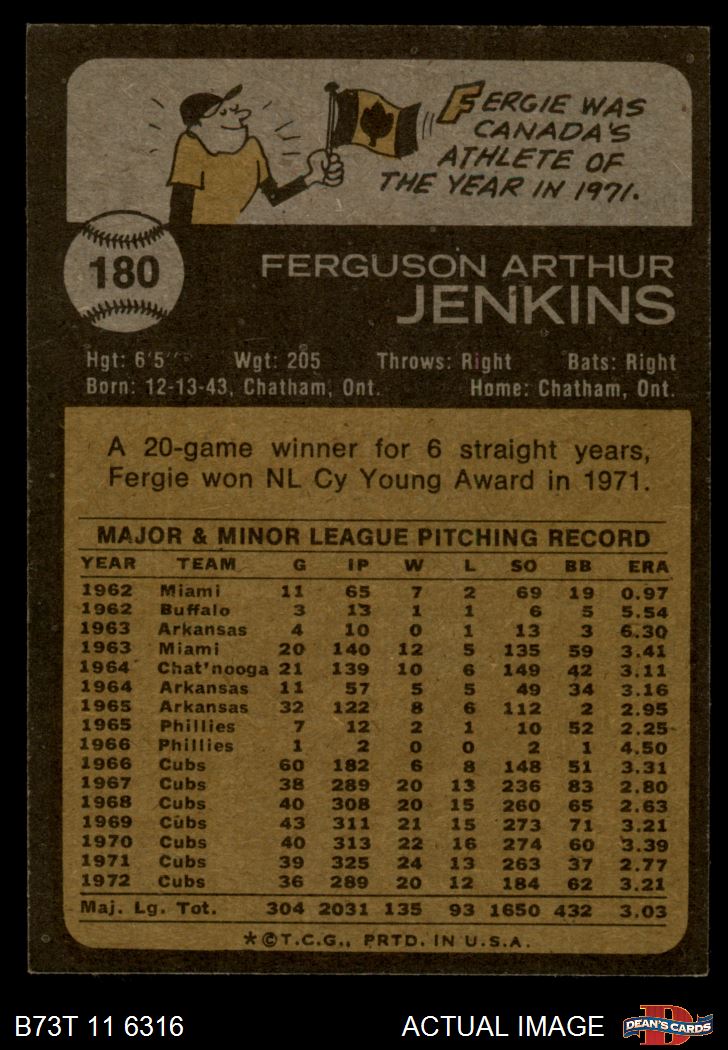 FERGIE WAS
CANADA'S
ATHLETE OF
THE YEAR IN 1971.
180
FERGUSON ARTHUR
JENKINS
Hgt: 6'5" Wgt: 205 Throws: Right Bats: Right
Born: 12-13-43, Chatham, Ont. Home: Chatham, Ont.
A 20-game winner for 6 straight years,
Fergie won NL Cy Young Award in 1971.
MAJOR & MINOR LEAGUE PITCHING RECORD
YEAR TEAM G IP W L SO BB ERA
1962 Miami 11 65 7 2 69 19 0.97
1962 Buffalo 3 13 1 1 6 5 5.54
1963 Arkansas 4 10 0 1 13 3 6.30
1963 Miami 20 140 12 5 135 59 3.41
1964 Chat'nooga 21 139 10 6 149 42 3.11
1964 Arkansas 11 57 5 5 49 34 3.16
1965 Arkansas 32 122 8 6 112 2 2.95
1965 Phillies 7 12 2 1 10 52 2.25
1966 Phillies 1 2 0 0 2 1 4.50
1966 Cubs 60 182 6 8 148 51 3.31
1967 Cubs 38 289 20 13 236 83 2.80
1968 Cubs 40 308 20 15 260 65 2.63
1969 Cubs 43 311 21 15 273 71 3.21
1970 Cubs 40 313 22 16 274 60 3.39
1971 Cubs 39 325 24 13 263 37 2.77
1972 Cubs 36 289 20 12 184 62 3.21
Maj. Lg. Tot. 304 2031 135 93 1650 432 3.03
*©T.C.G., PRTD. IN U.S.A.
B73T 11 6316 ACTUAL IMAGE
D
DEAN'S CARDS